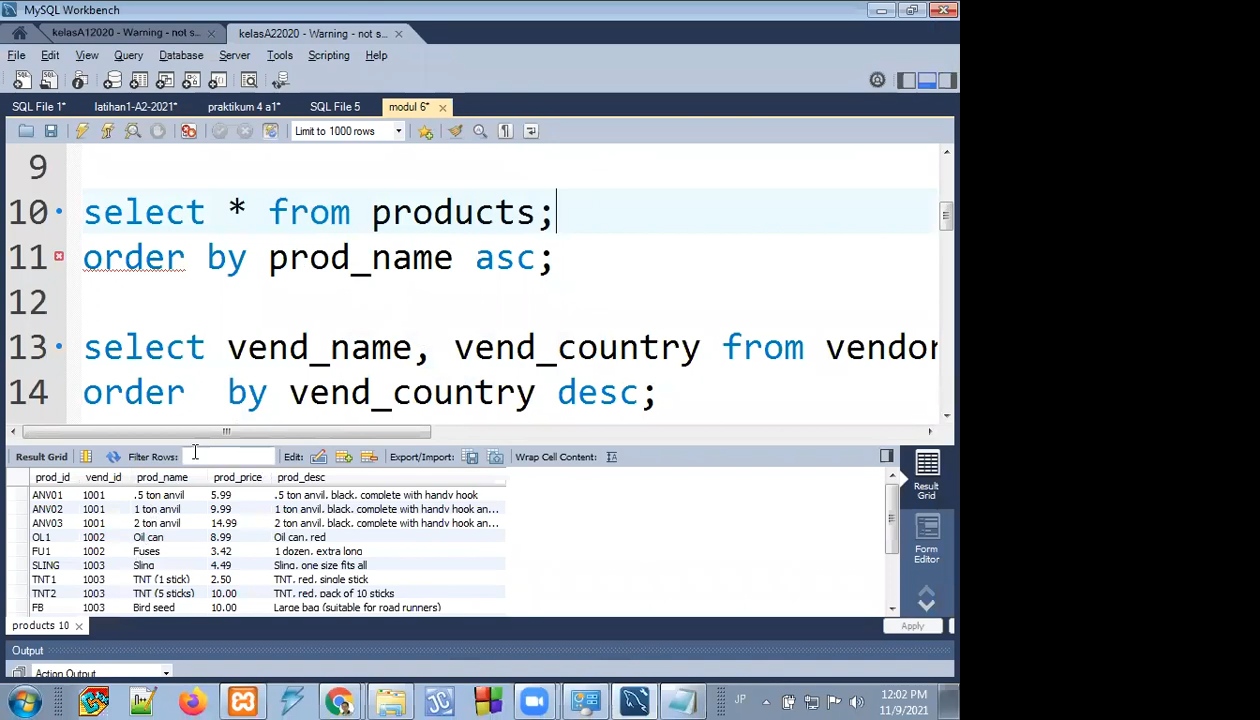 MySQL Workbench
kelasA12020 - Warning - not s...
kelasA22020 - Warning - not s...
File Edit View Query Database Server Tools Scripting Help
SQL File 1* latihan1-A2-2021* praktikum 4 a1* SQL File 5 modul 6*
Limit to 1000 rows
9
10 select * from products;
11 order by prod_name asc;
12
13 select vend_name, vend_country from vendor
14 order by vend_country desc;
Result Grid Filter Rows: Edit: Export/Import: Wrap Cell Content:
prod_id vend_id prod_name prod_price prod_desc
ANV01 1001 .5 ton anvil 5.99 .5 ton anvil, black, complete with handy hook
ANV02 1001 1 ton anvil 9.99 1 ton anvil, black, complete with handy hook an...
ANV03 1001 2 ton anvil 14.99 2 ton anvil, black, complete with handy hook an...
OL1 1002 Oil can 8.99 Oil can, red
FU1 1002 Fuses 3.42 1 dozen, extra long
SLING 1003 Sling 4.49 Sling, one size fits all
TNT1 1003 TNT (1 stick) 2.50 TNT, red, single stick
TNT2 1003 TNT (5 sticks) 10.00 TNT, red, pack of 10 sticks
FB 1003 Bird seed 10.00 Large bag (suitable for road runners)
Result Grid
Form Editor
products 10
Apply
Output
Action Output
JP
12:02 PM
11/9/2021